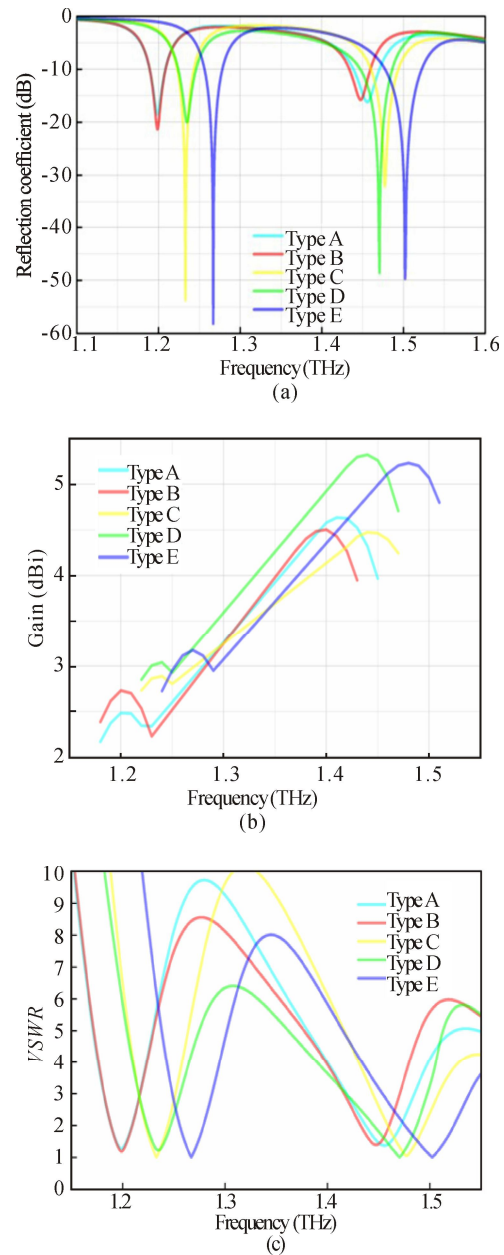 0
-10
-20
-30
-40
-50
-60
Reflection coefficient (dB)
Type A
Type B
Type C
Type D
Type E
1.1 1.2 1.3 1.4 1.5 1.6
Frequency (THz)
(a)
5
4
3
2
Gain (dBi)
Type A
Type B
Type C
Type D
Type E
1.2 1.3 1.4 1.5
Frequency (THz)
(b)
10
9
8
7
6
5
4
3
2
1
0
VSWR
Type A
Type B
Type C
Type D
Type E
1.2 1.3 1.4 1.5
Frequency (THz)
(c)